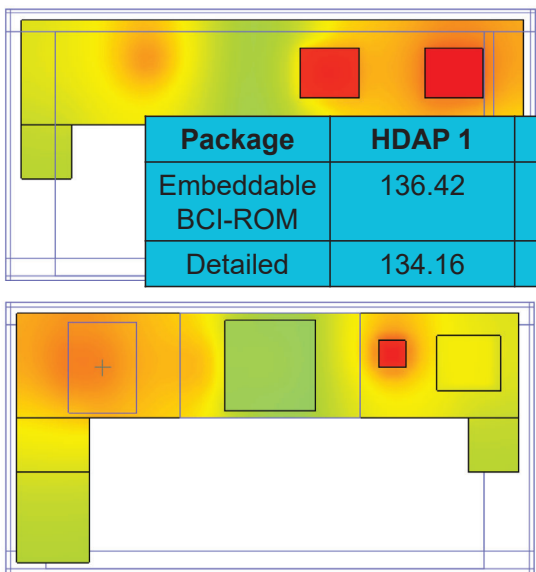 Package HDAP 1
Embeddable 136.42
BCI-ROM
Detailed 134.16